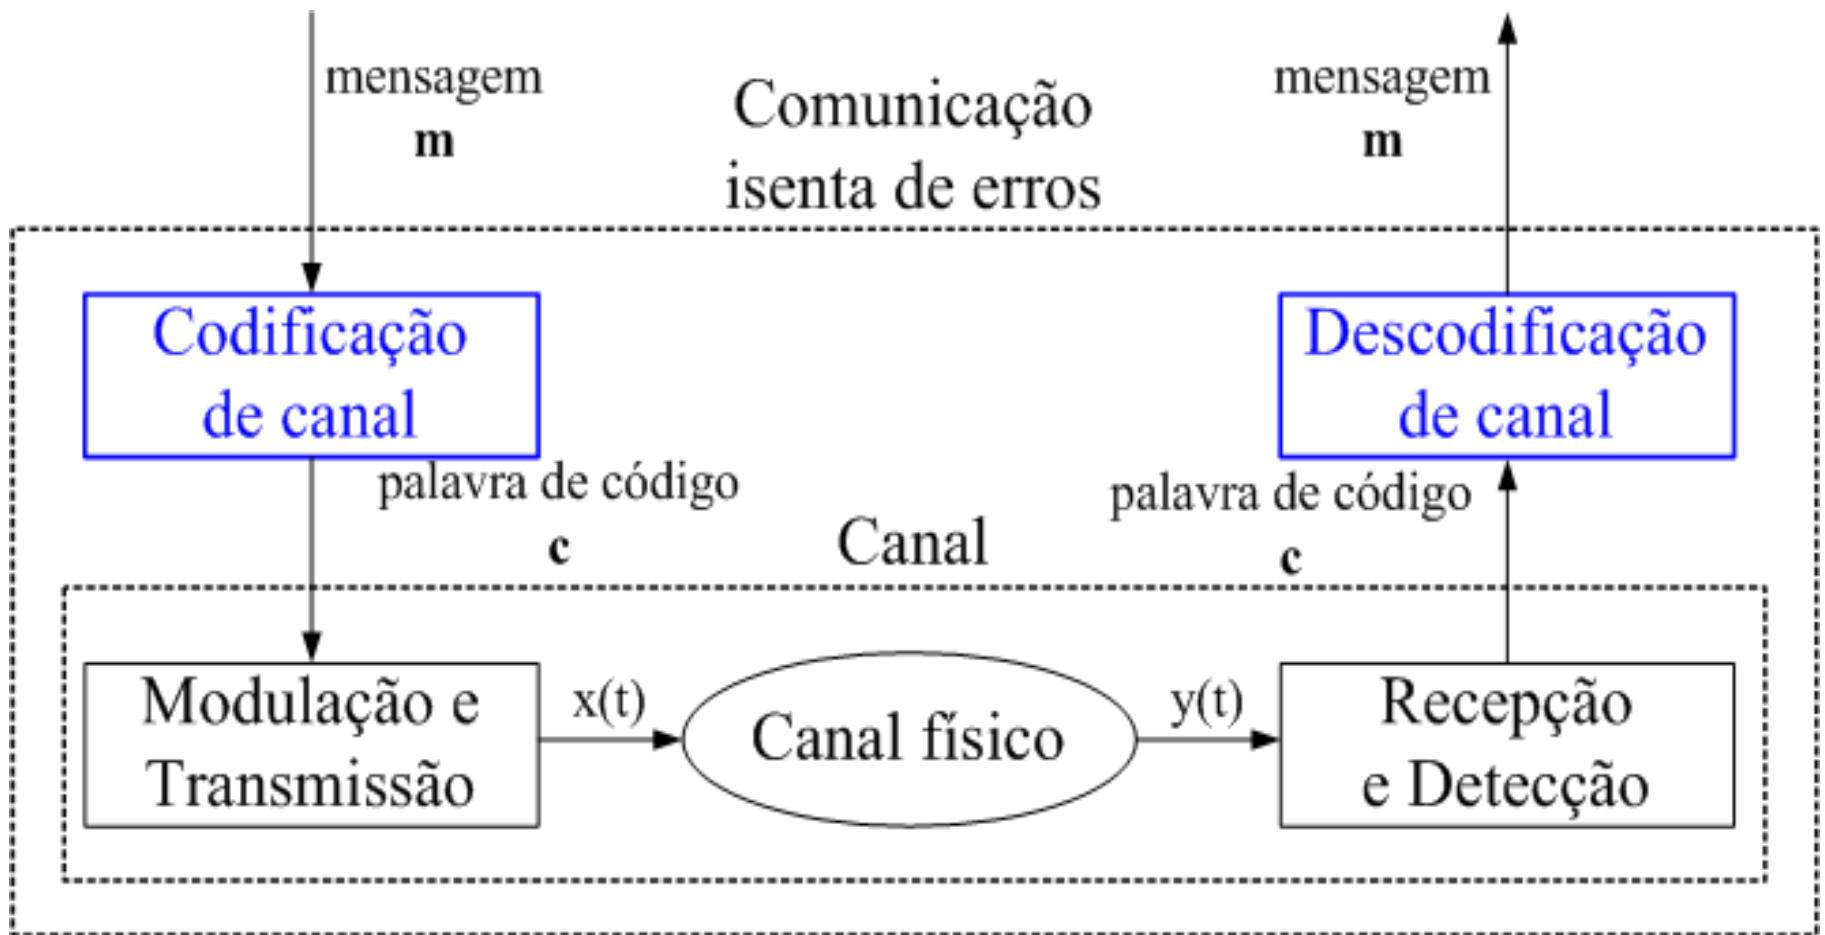 mensagem
m
Comunicação
isenta de erros
mensagem
m
Codificação
de canal
Descodificação
de canal
palavra de código
c
Canal
palavra de código
c
Modulação e
Transmissão
x(t)
Canal físico
y(t)
Recepção
e Detecção